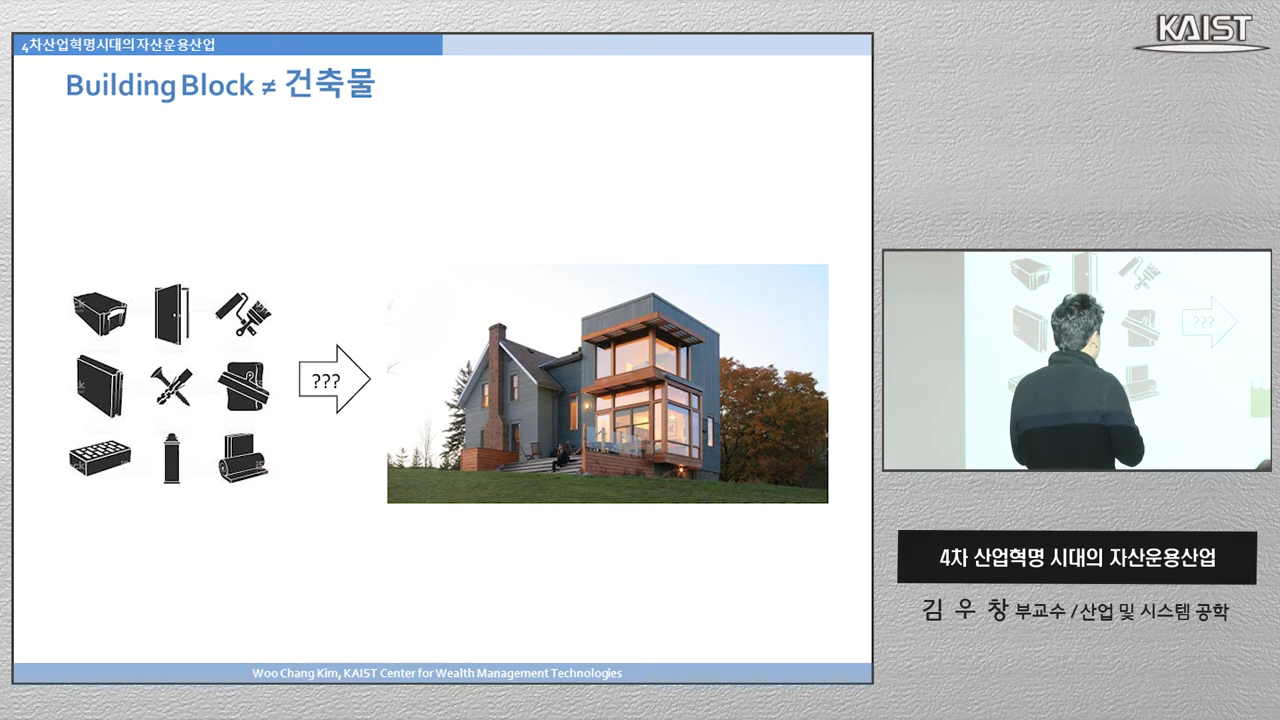 4차산업혁명시대의자산운용산업
KAIST
Building Block ≠ 건축물
???
???
4차 산업혁명 시대의 자산운용산업
김 우 창 부교수 / 산업 및 시스템 공학
Woo Chang Kim, KAIST Center for Wealth Management Technologies